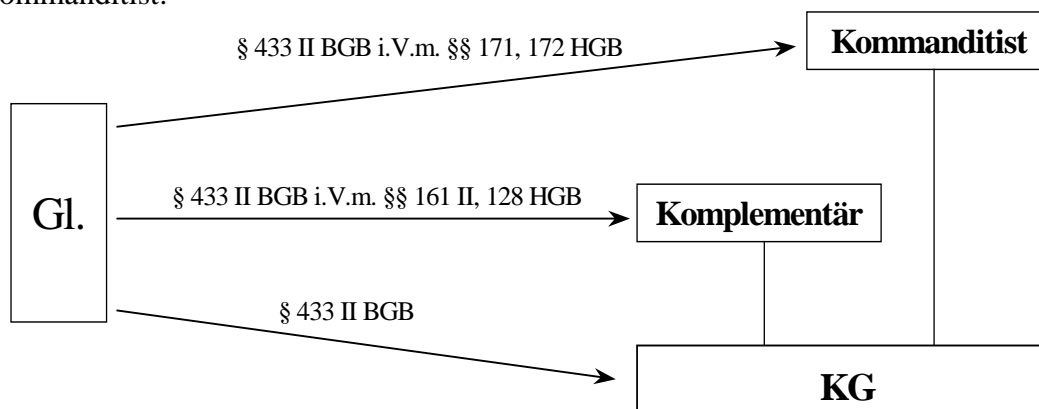 § 433 II BGB i.V.m. §§ 171, 172 HGB
Kommanditist
Gl.
§ 433 II BGB i.V.m. §§ 161 II, 128 HGB
Komplementär
§ 433 II BGB
KG